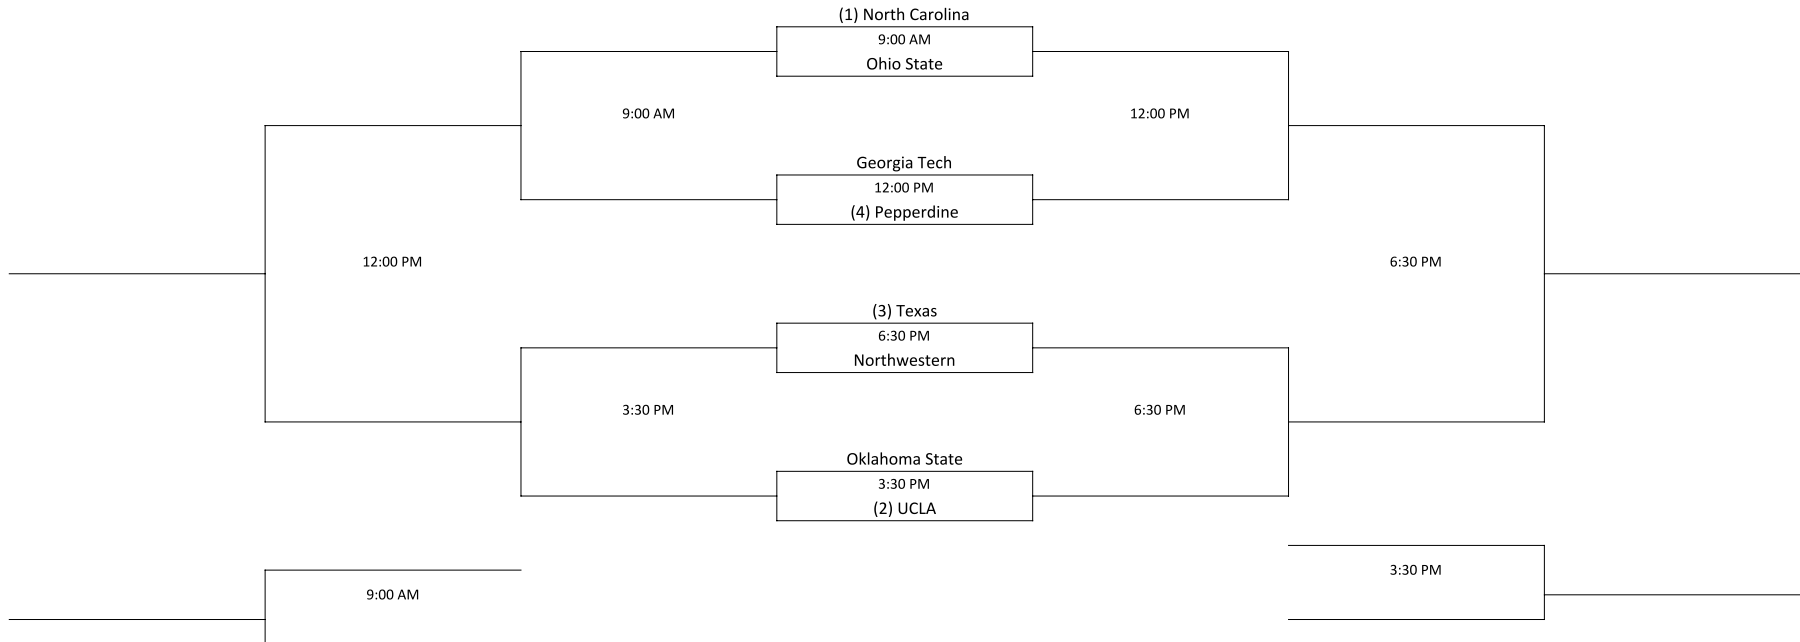 (1) North Carolina
9:00 AM
Ohio State
9:00 AM
12:00 PM
Georgia Tech
12:00 PM
(4) Pepperdine
12:00 PM
6:30 PM
(3) Texas
6:30 PM
Northwestern
3:30 PM
6:30 PM
Oklahoma State
3:30 PM
(2) UCLA
3:30 PM
9:00 AM